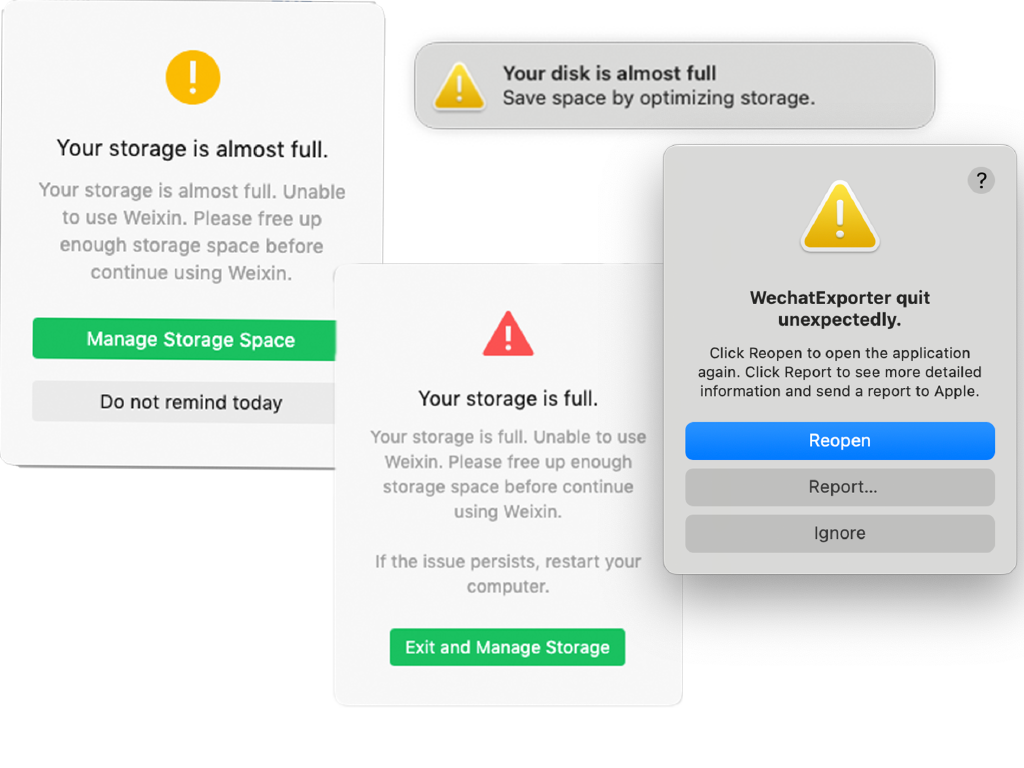 Your storage is almost full.
Your storage is almost full. Unable
to use Weixin. Please free up
enough storage space before
continue using Weixin.
Manage Storage Space
Do not remind today
Your disk is almost full
Save space by optimizing storage.
Your storage is full.
Your storage is full. Unable to use
Weixin. Please free up enough
storage space before continue
using Weixin.
If the issue persists, restart your
computer.
Exit and Manage Storage
?
WechatExporter quit
unexpectedly.
Click Reopen to open the application
again. Click Report to see more detailed
information and send a report to Apple.
Reopen
Report...
Ignore